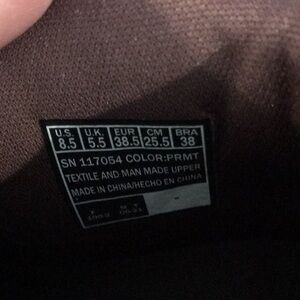 U.S. U.K. EUR CM BRA
8.5 5.5 38.5 25.5 38
SN 117054 COLOR:PRMT
TEXTILE AND MAN MADE UPPER
MADE IN CHINA/HECHO EN CHINA